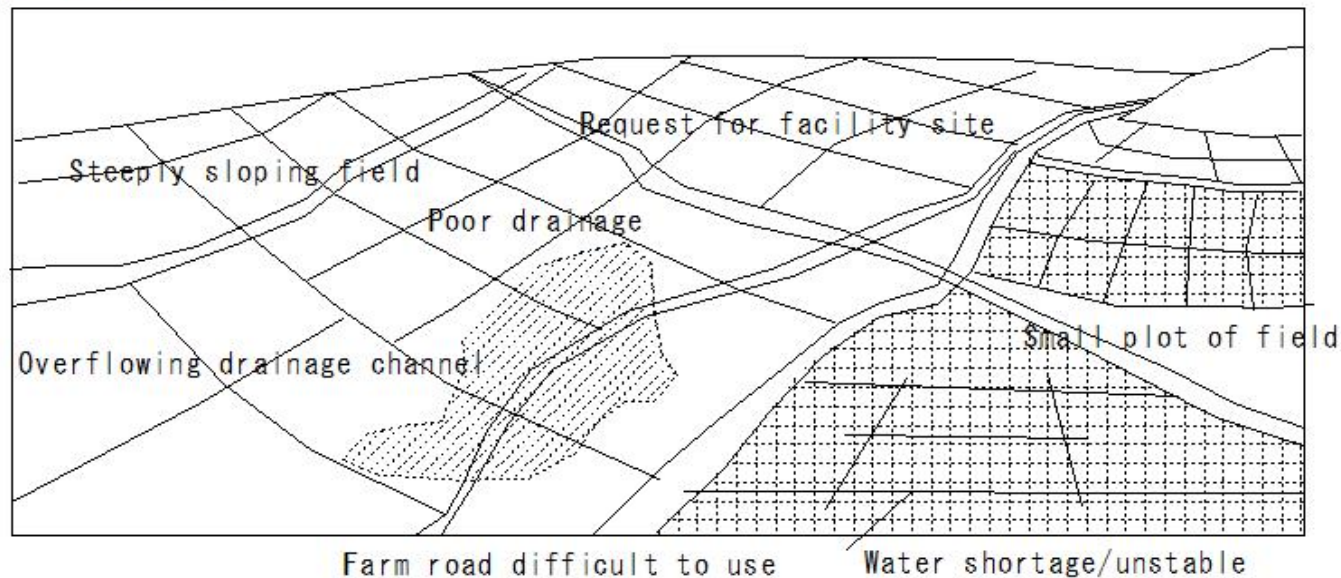 Request for facility site
Steeply sloping field
Poor drainage
Small plot of field
Overflowing drainage channel
Farm road difficult to use
Water shortage/unstable